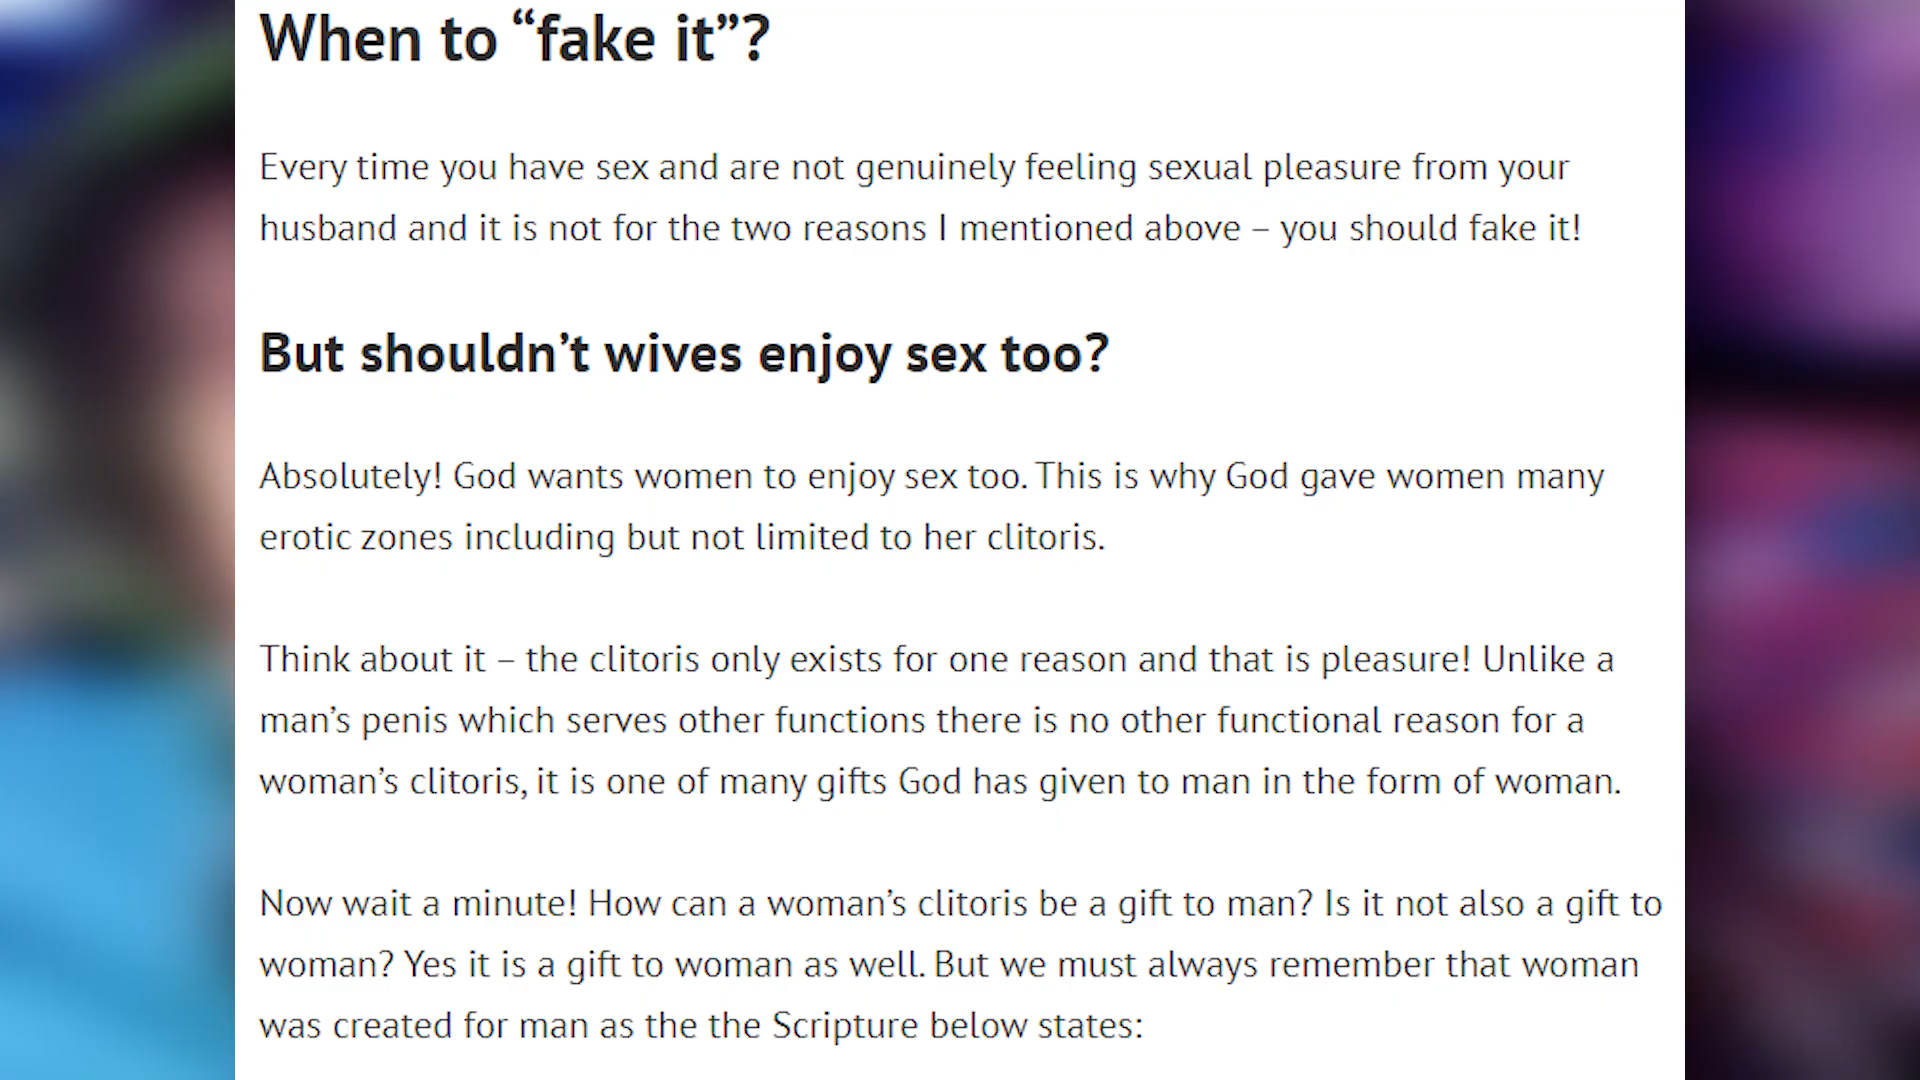 When to “fake it”?
Every time you have sex and are not genuinely feeling sexual pleasure from your
husband and it is not for the two reasons I mentioned above – you should fake it!
But shouldn’t wives enjoy sex too?
Absolutely! God wants women to enjoy sex too. This is why God gave women many
erotic zones including but not limited to her clitoris.
Think about it – the clitoris only exists for one reason and that is pleasure! Unlike a
man’s penis which serves other functions there is no other functional reason for a
woman’s clitoris, it is one of many gifts God has given to man in the form of woman.
Now wait a minute! How can a woman’s clitoris be a gift to man? Is it not also a gift to
woman? Yes it is a gift to woman as well. But we must always remember that woman
was created for man as the the Scripture below states: